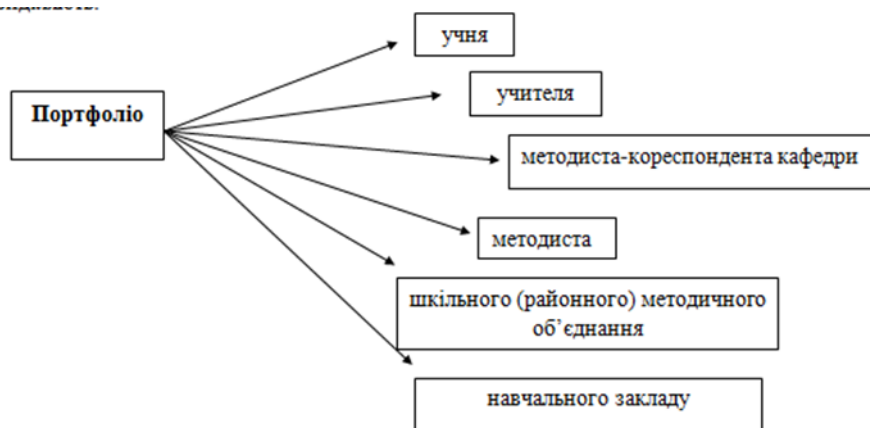 учня
учителя
Портфоліо
методиста-кореспондента кафедри
методиста
шкільного (районного) методичного
об’єднання
навчального закладу